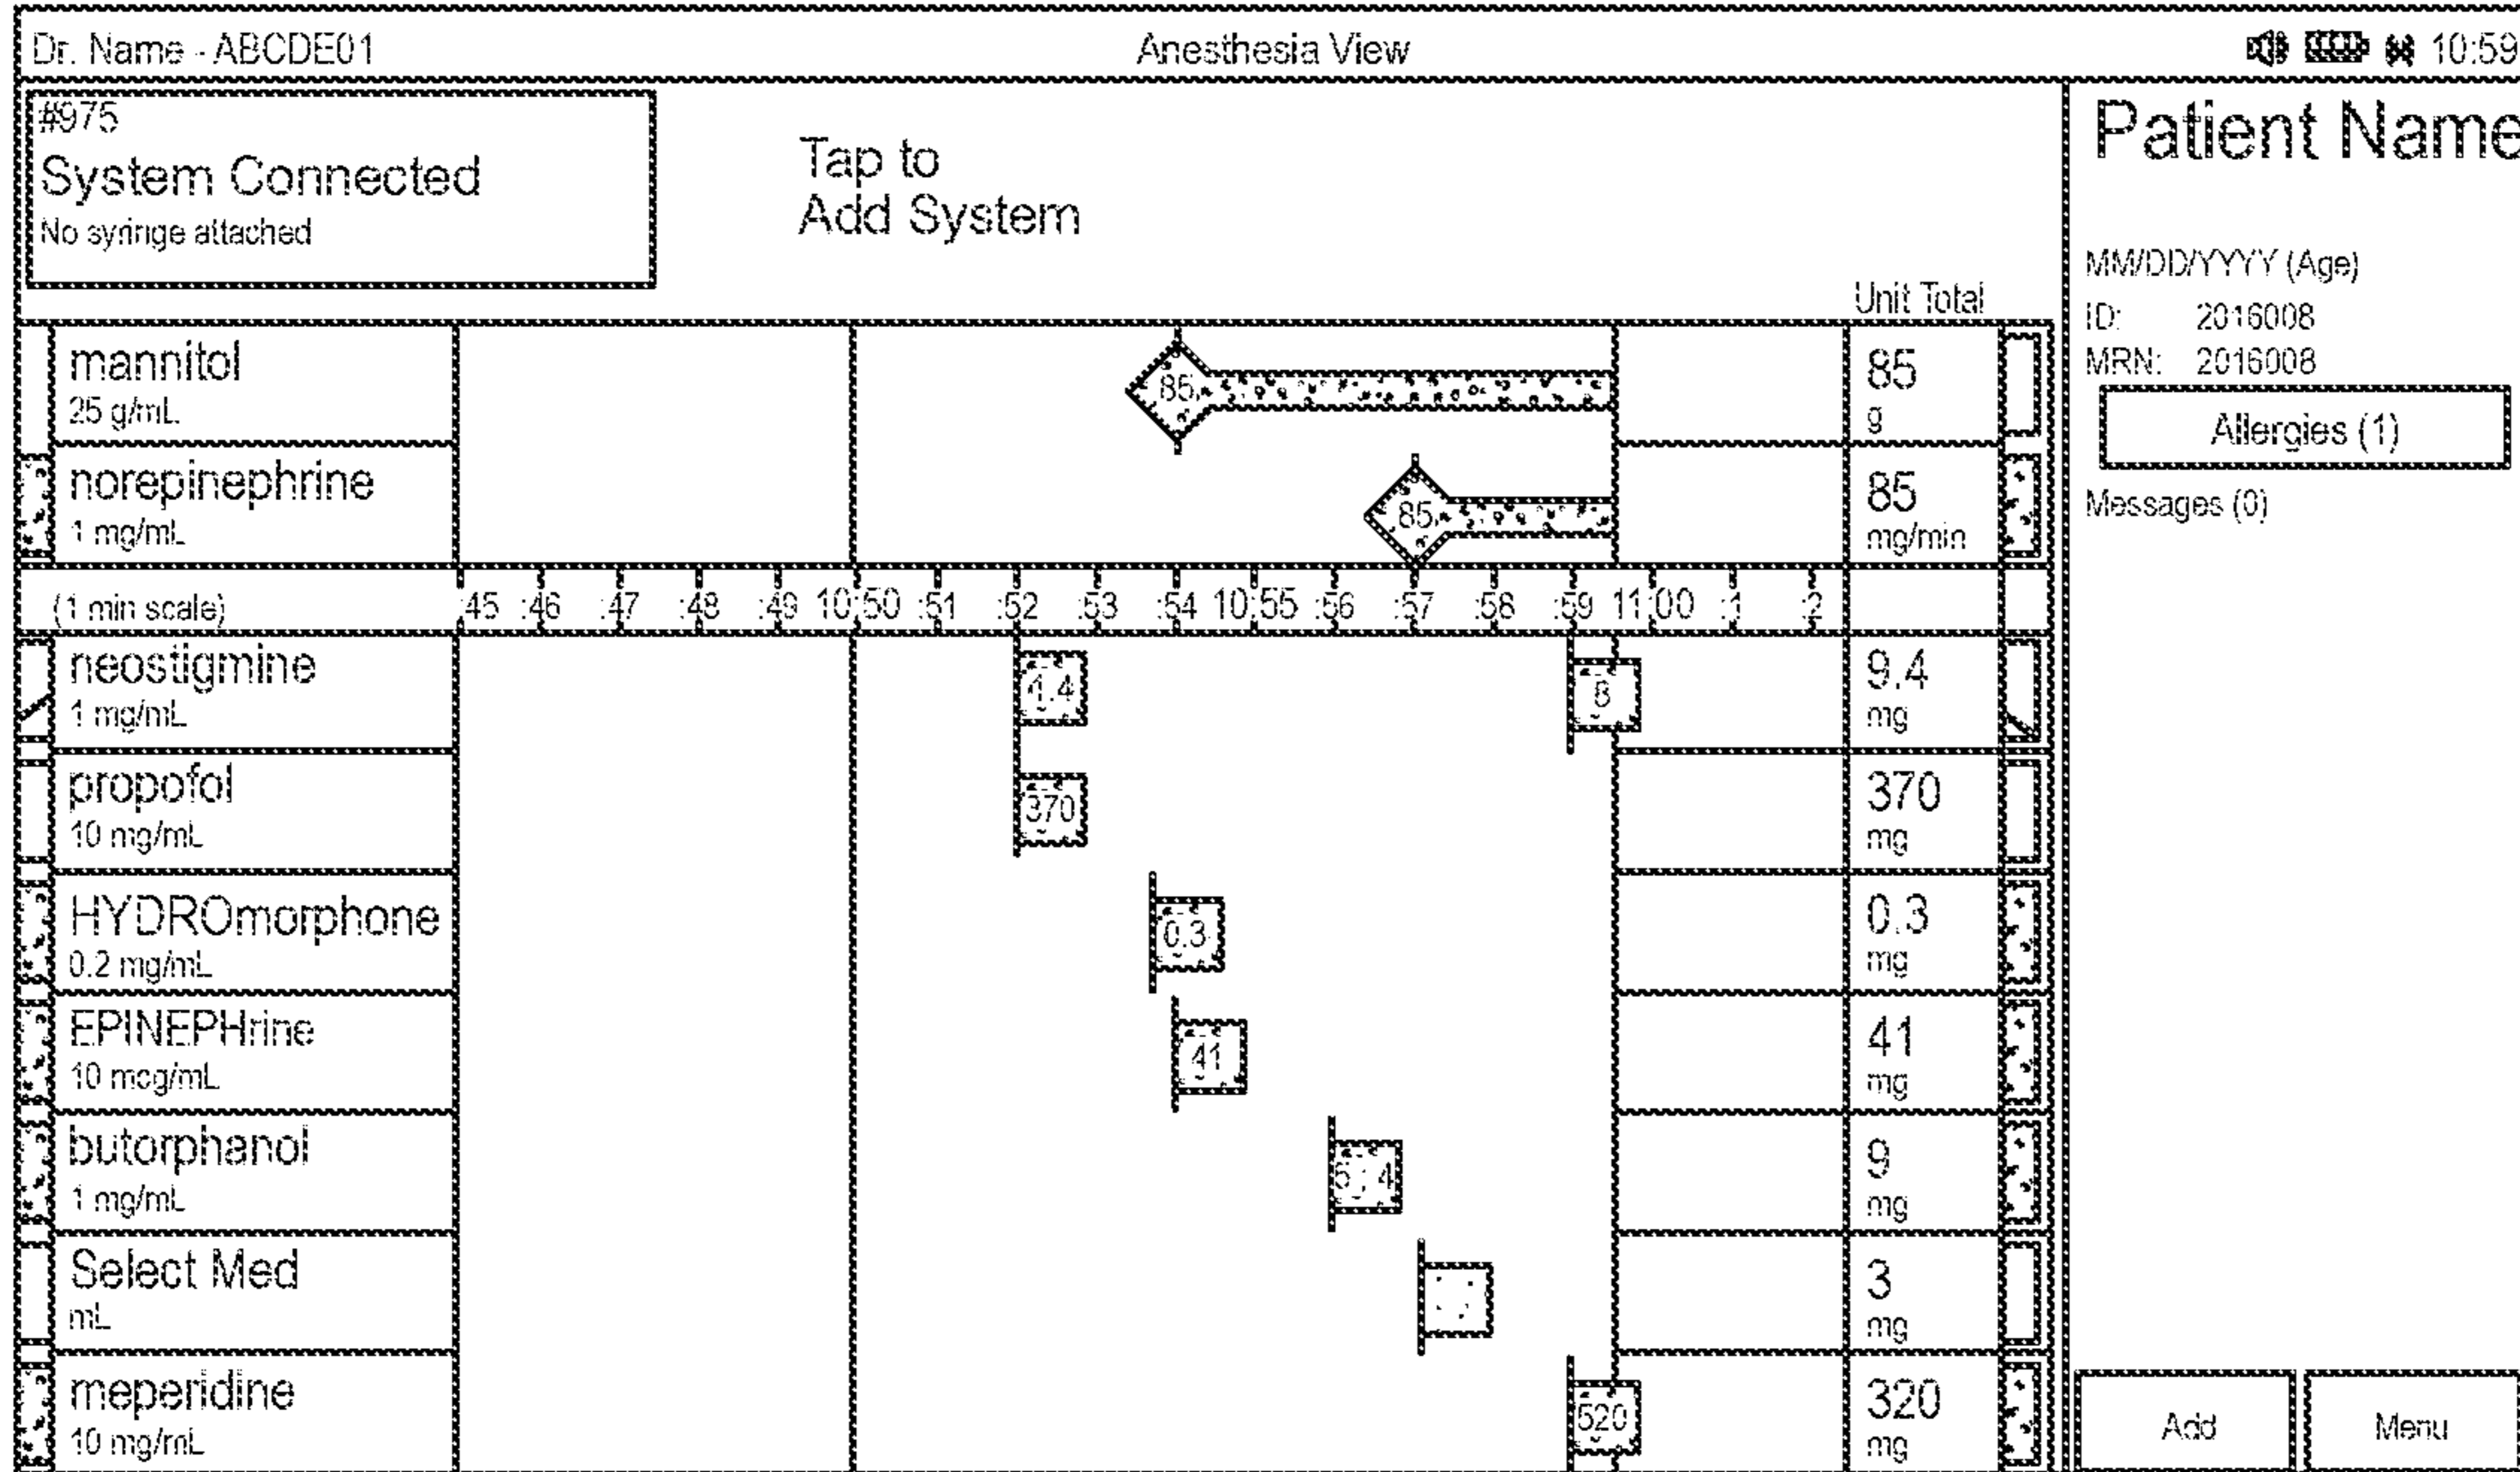 Dr. Name - ABCDE01
Anesthesia View
10:59
#975
System Connected
No syringe attached
Tap to
Add System
Unit Total
Patient Name
MM/DD/YYYY (Age)
ID: 2016008
MRN: 2016008
Allergies (1)
Messages (0)
mannitol
25 g/mL
85
85
g
norepinephrine
1 mg/mL
85
85
mg/min
(1 min scale)
:45 :46 :47 :48 :49 10:50 :51 :52 :53 :54 10:55 :56 :57 :58 :59 11:00 :1 :2
neostigmine
1 mg/mL
1.4
8
9.4
mg
propofol
10 mg/mL
370
370
mg
HYDROmorphone
0.2 mg/mL
0.3
0.3
mg
EPINEPHrine
10 mcg/mL
41
41
mg
butorphanol
1 mg/mL
9
mg
Select Med
mL
3
mg
meperidine
10 mg/mL
520
320
mg
Add
Menu